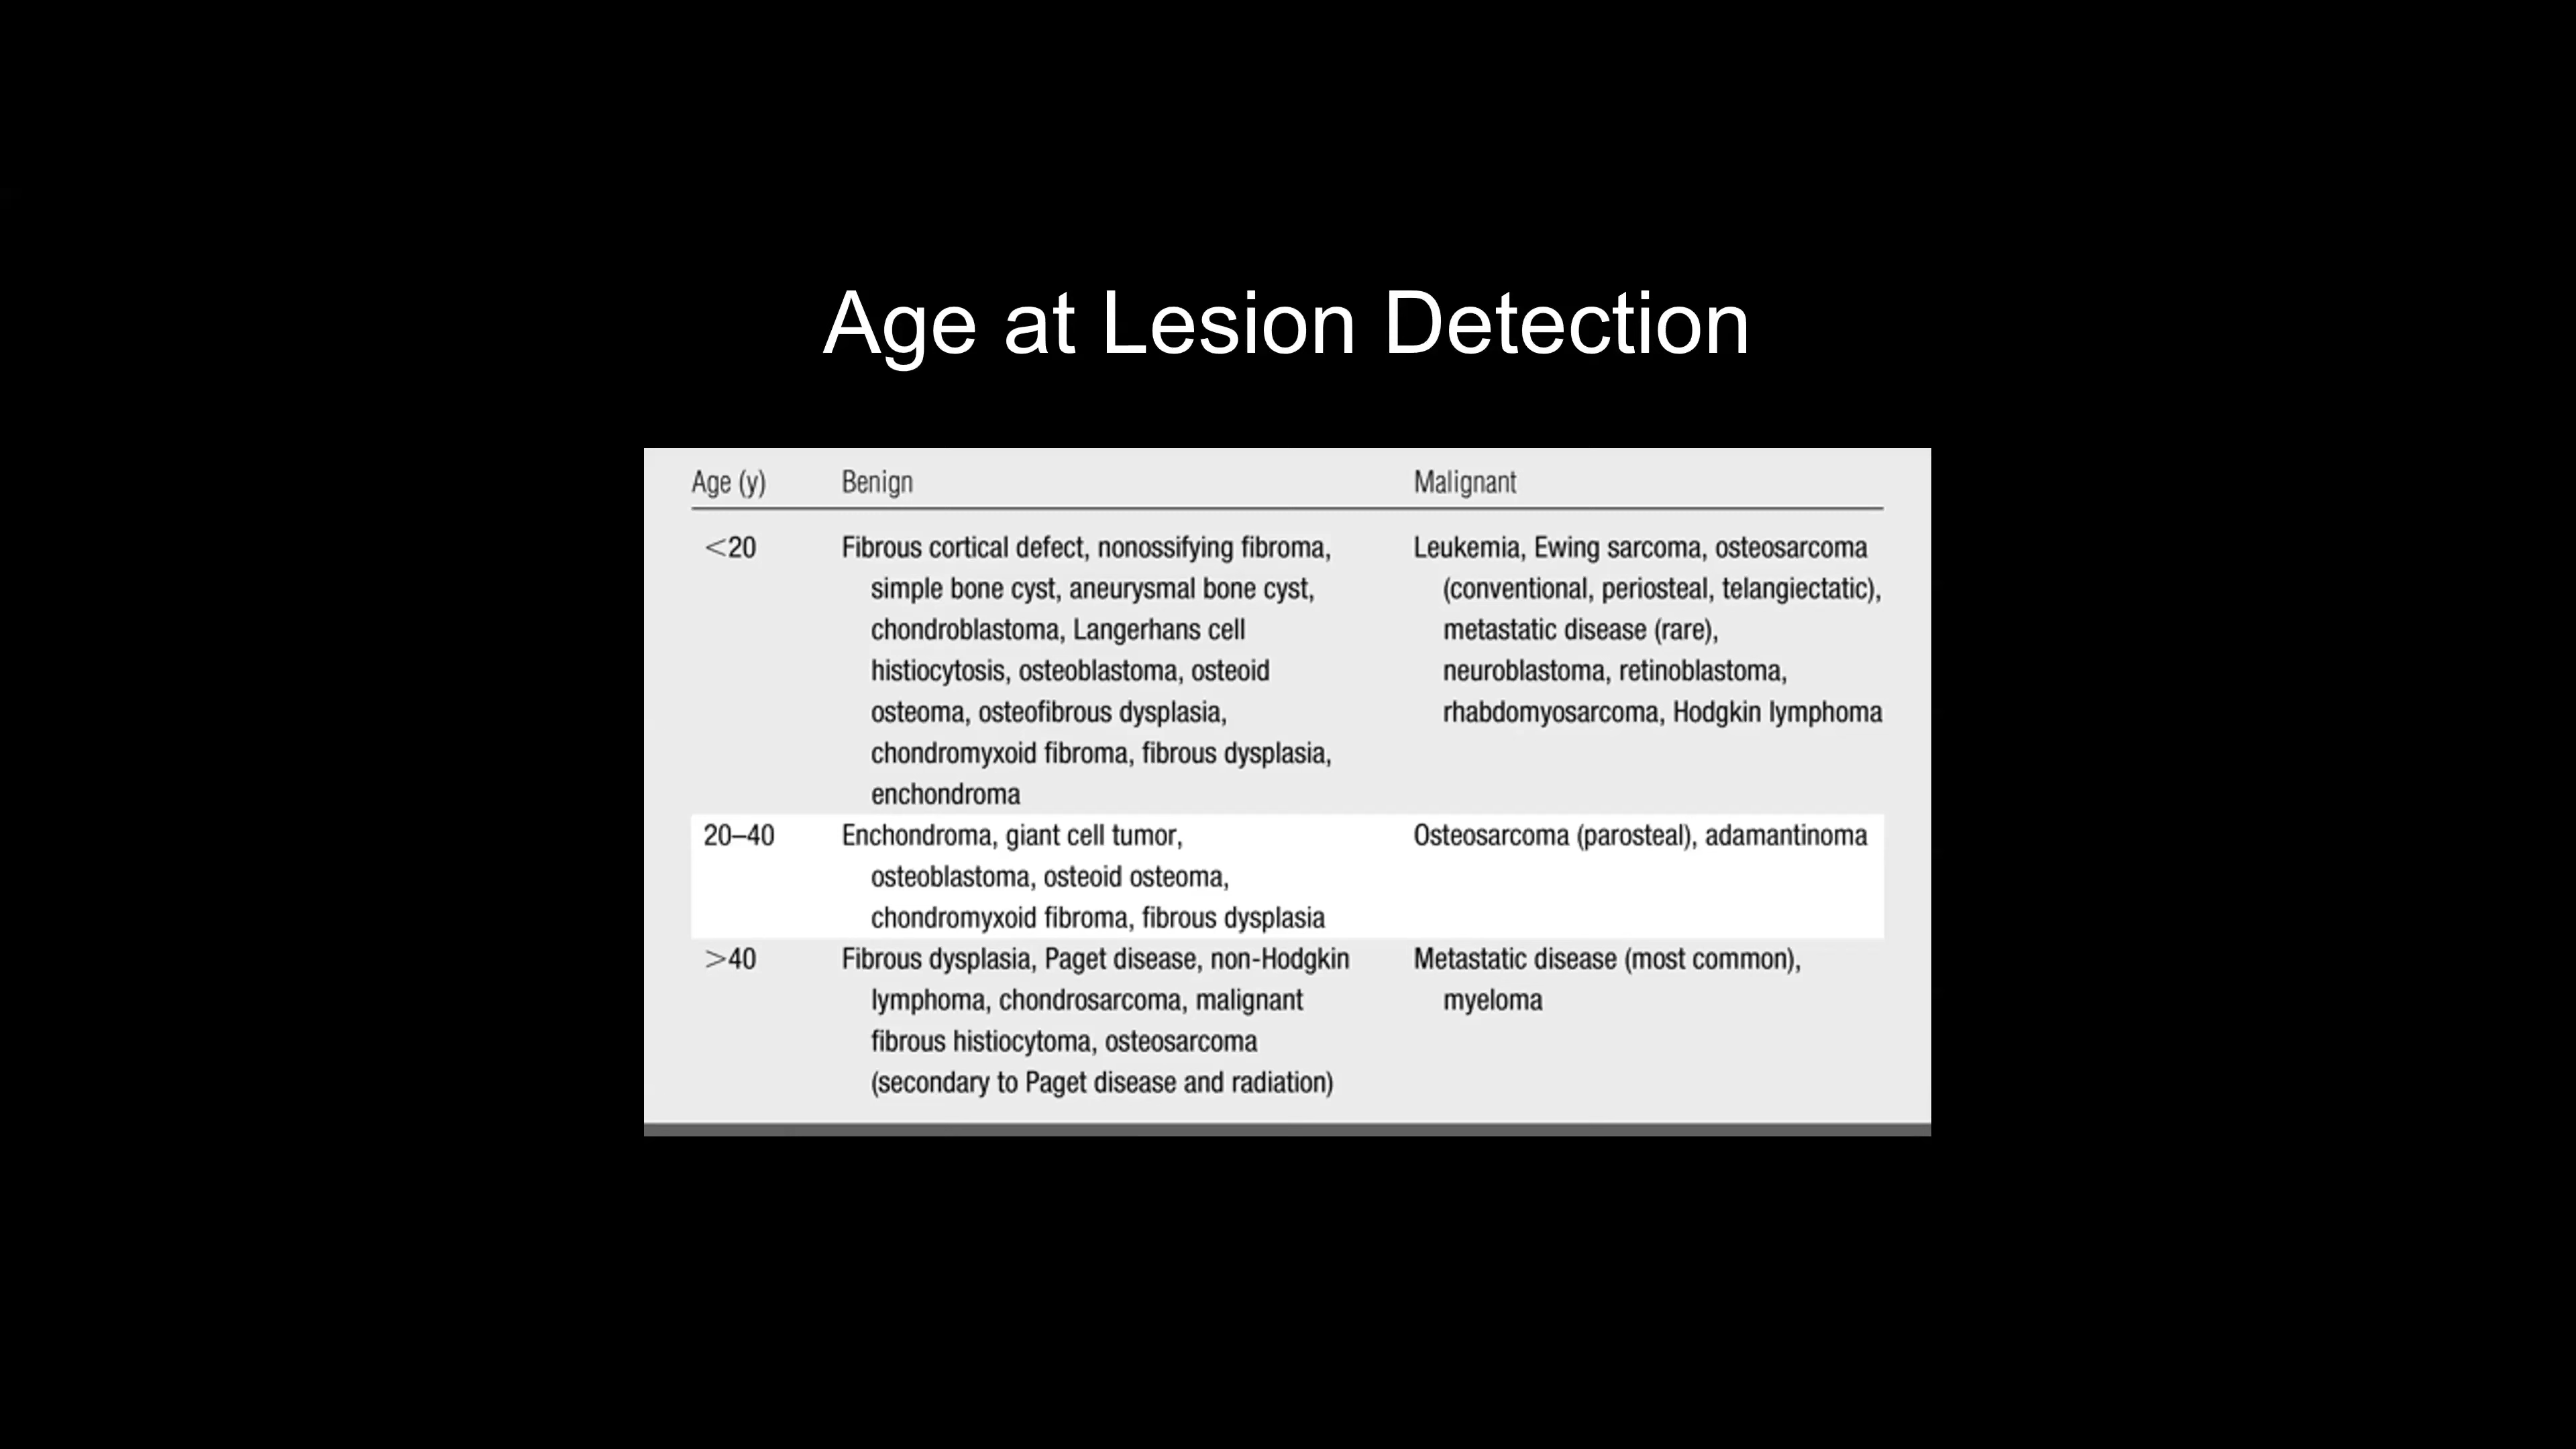 Age at Lesion Detection
Age (y) Benign Malignant
<20 Fibrous cortical defect, nonossifying fibroma, Leukemia, Ewing sarcoma, osteosarcoma
simple bone cyst, aneurysmal bone cyst, (conventional, periosteal, telangiectatic),
chondroblastoma, Langerhans cell metastatic disease (rare),
histiocytosis, osteoblastoma, osteoid neuroblastoma, retinoblastoma,
osteoma, osteofibrous dysplasia, rhabdomyosarcoma, Hodgkin lymphoma
chondromyxoid fibroma, fibrous dysplasia,
enchondroma
20–40 Enchondroma, giant cell tumor, Osteosarcoma (parosteal), adamantinoma
osteoblastoma, osteoid osteoma,
chondromyxoid fibroma, fibrous dysplasia
>40 Fibrous dysplasia, Paget disease, non-Hodgkin Metastatic disease (most common),
lymphoma, chondrosarcoma, malignant myeloma
fibrous histiocytoma, osteosarcoma
(secondary to Paget disease and radiation)